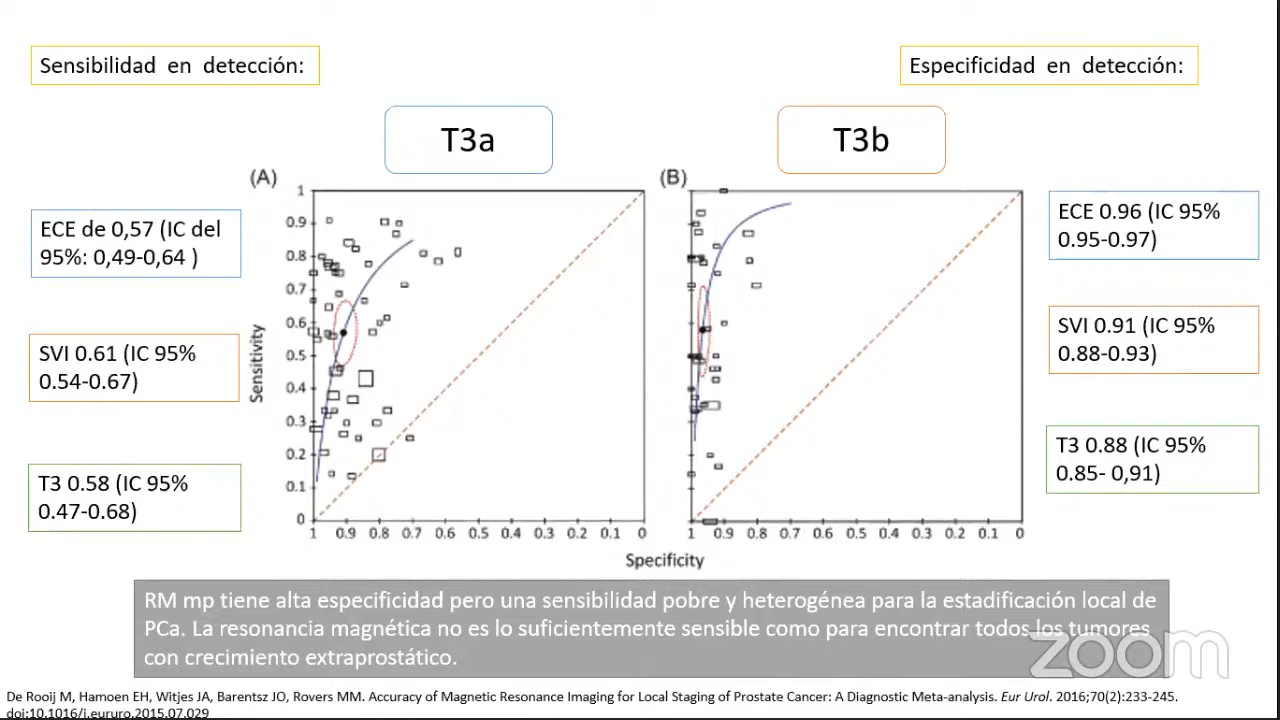 Sensibilidad en detección:
Especificidad en detección:
T3a
T3b
ECE de 0,57 (IC del
95%: 0,49-0,64 )
SVI 0.61 (IC 95%
0.54-0.67)
T3 0.58 (IC 95%
0.47-0.68)
(A)
1
0.9
0.8
0.7
0.6
0.5
0.4
0.3
0.2
0.1
0
Sensitivity
1 0.9 0.8 0.7 0.6 0.5 0.4 0.3 0.2 0.1 0
(B)
1 0.9 0.8 0.7 0.6 0.5 0.4 0.3 0.2 0.1 0
Specificity
ECE 0.96 (IC 95%
0.95-0.97)
SVI 0.91 (IC 95%
0.88-0.93)
T3 0.88 (IC 95%
0.85- 0,91)
RM mp tiene alta especificidad pero una sensibilidad pobre y heterogénea para la estadificación local de
PCa. La resonancia magnética no es lo suficientemente sensible como para encontrar todos los tumores
con crecimiento extraprostático.
zoom
De Rooij M, Hamoen EH, Witjes JA, Barentsz JO, Rovers MM. Accuracy of Magnetic Resonance Imaging for Local Staging of Prostate Cancer: A Diagnostic Meta-analysis. Eur Urol. 2016;70(2):233-245.
doi:10.1016/j.eururo.2015.07.029